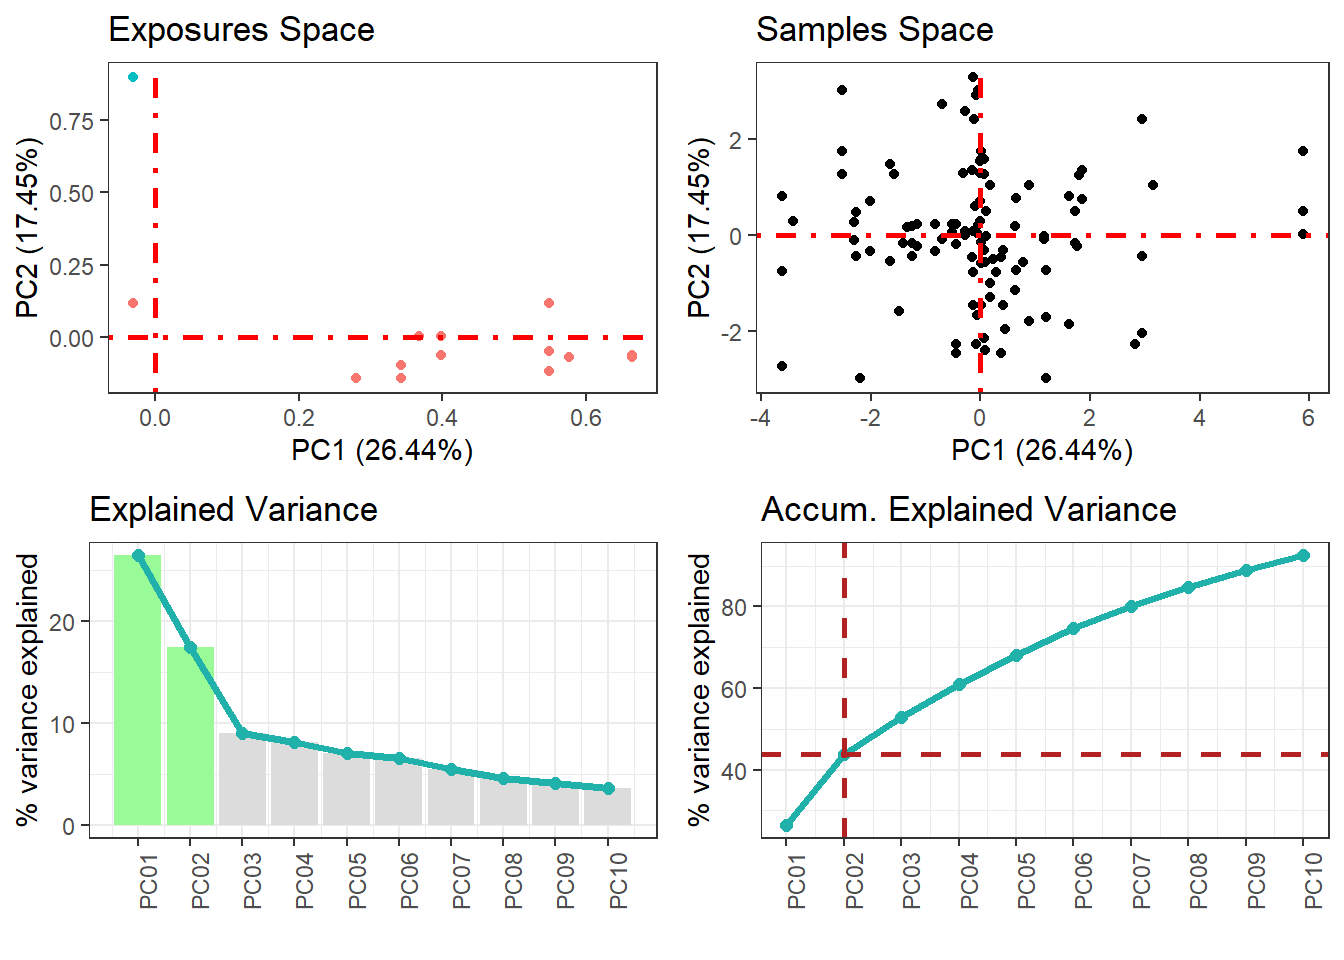 Exposures Space
PC2 (17.45%)
0.75
0.50
0.25
0.00
0.0 0.2 0.4 0.6
PC1 (26.44%)
Samples Space
PC2 (17.45%)
2
0
-2
-4 -2 0 2 4 6
PC1 (26.44%)
Explained Variance
% variance explained
20
10
0
PC01 PC02 PC03 PC04 PC05 PC06 PC07 PC08 PC09 PC10
Accum. Explained Variance
% variance explained
80
60
40
PC01 PC02 PC03 PC04 PC05 PC06 PC07 PC08 PC09 PC10